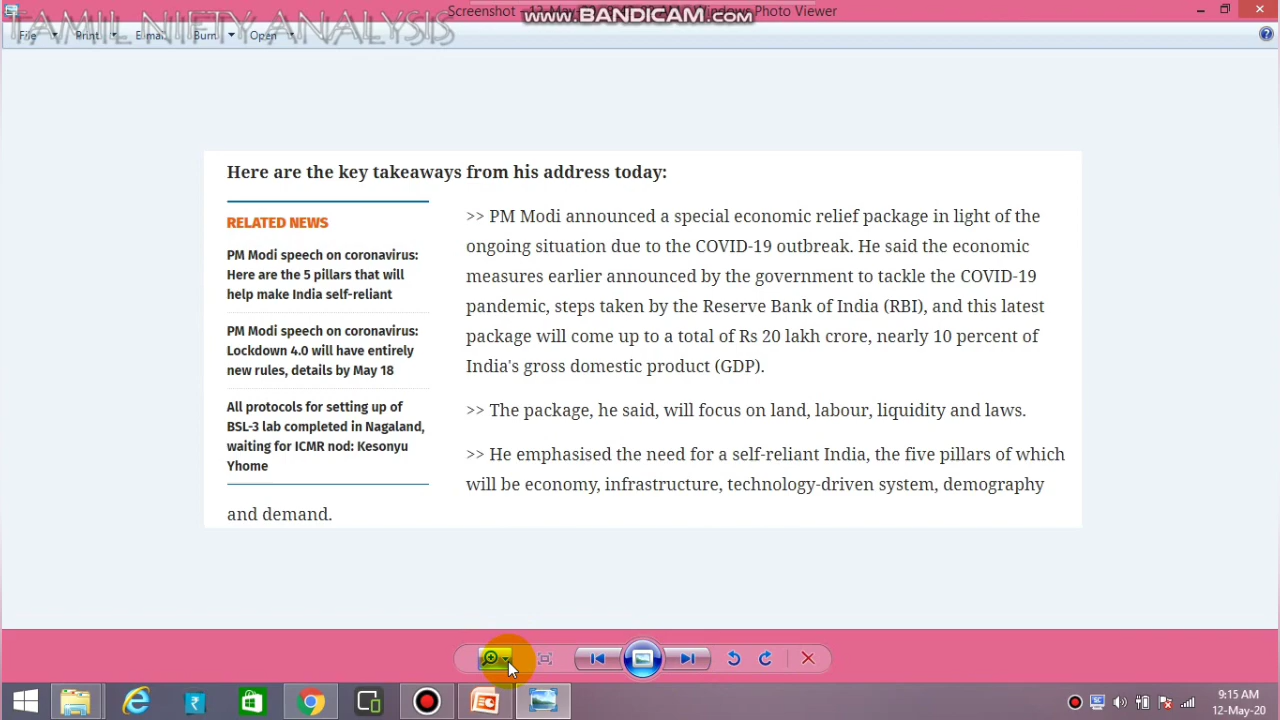 TAMIL NIFTY ANALYSIS
www.BANDICAM.com
Screenshot - 12-May- Windows Photo Viewer
File Print E-mail Burn Open
Here are the key takeaways from his address today:
RELATED NEWS
PM Modi speech on coronavirus:
Here are the 5 pillars that will
help make India self-reliant
PM Modi speech on coronavirus:
Lockdown 4.0 will have entirely
new rules, details by May 18
All protocols for setting up of
BSL-3 lab completed in Nagaland,
waiting for ICMR nod: Kesonyu
Yhome
>> PM Modi announced a special economic relief package in light of the
ongoing situation due to the COVID-19 outbreak. He said the economic
measures earlier announced by the government to tackle the COVID-19
pandemic, steps taken by the Reserve Bank of India (RBI), and this latest
package will come up to a total of Rs 20 lakh crore, nearly 10 percent of
India's gross domestic product (GDP).
>> The package, he said, will focus on land, labour, liquidity and laws.
>> He emphasised the need for a self-reliant India, the five pillars of which
will be economy, infrastructure, technology-driven system, demography
and demand.
9:15 AM
12-May-20